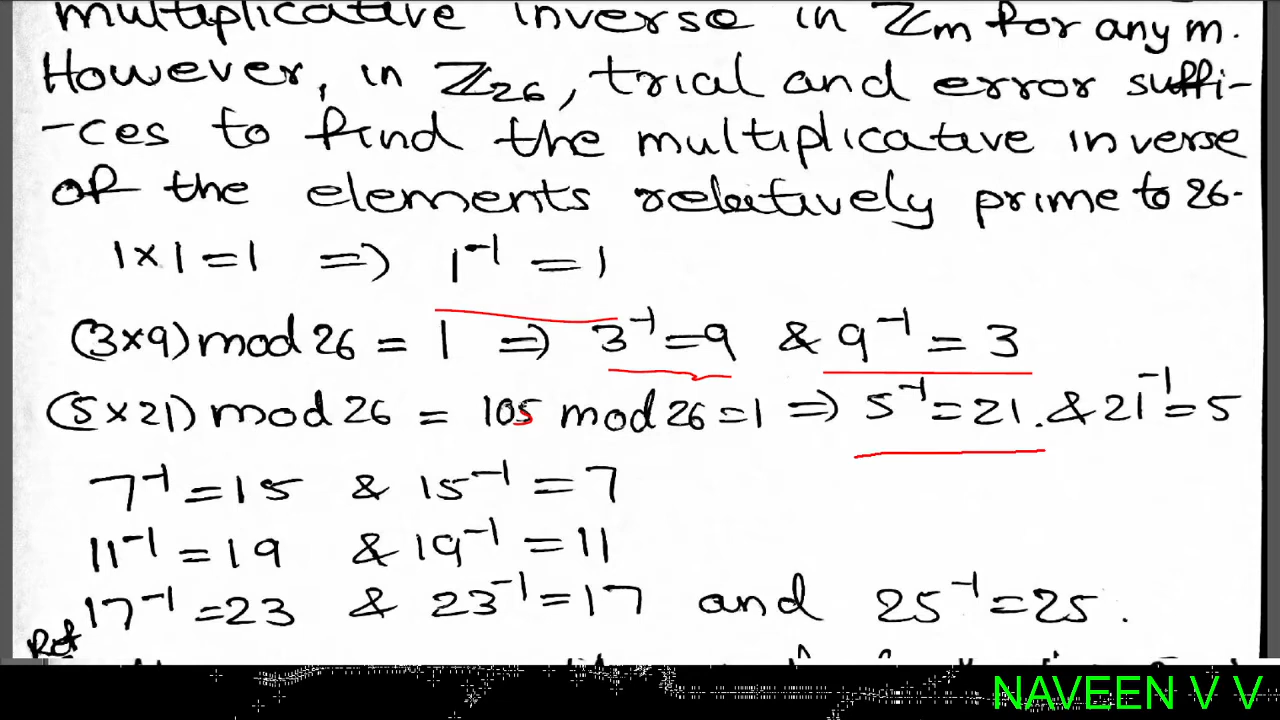 multiplicative inverse in ℤm for any m.
However, in ℤ26, trial and error suffi-
-ces to find the multiplicative inverse
of the elements relatively prime to 26.
1×1=1 => 1⁻¹ = 1
(3×9) mod 26 = 1 => 3⁻¹=9 & 9⁻¹ = 3
(5×21) mod 26 = 105 mod 26=1 => 5⁻¹=21. & 21⁻¹=5
7⁻¹=15 & 15⁻¹=7
11⁻¹=19 & 19⁻¹=11
17⁻¹=23 & 23⁻¹=17 and 25⁻¹=25.
Ref
NAVEEN V V